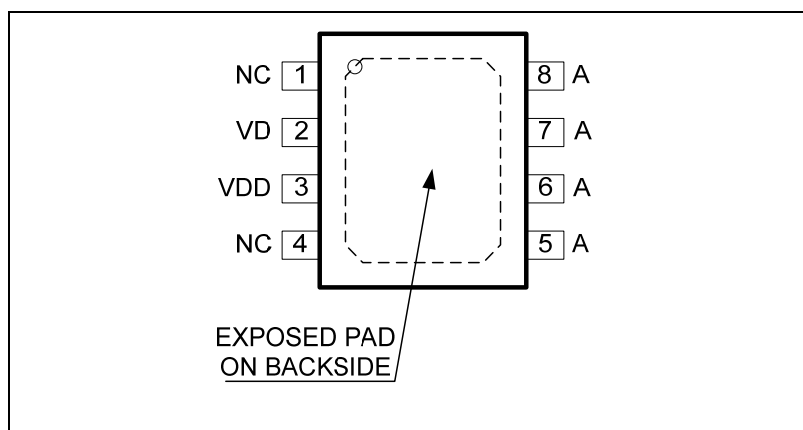 NC 1
VD 2
VDD 3
NC 4
8 A
7 A
6 A
5 A
EXPOSED PAD
ON BACKSIDE